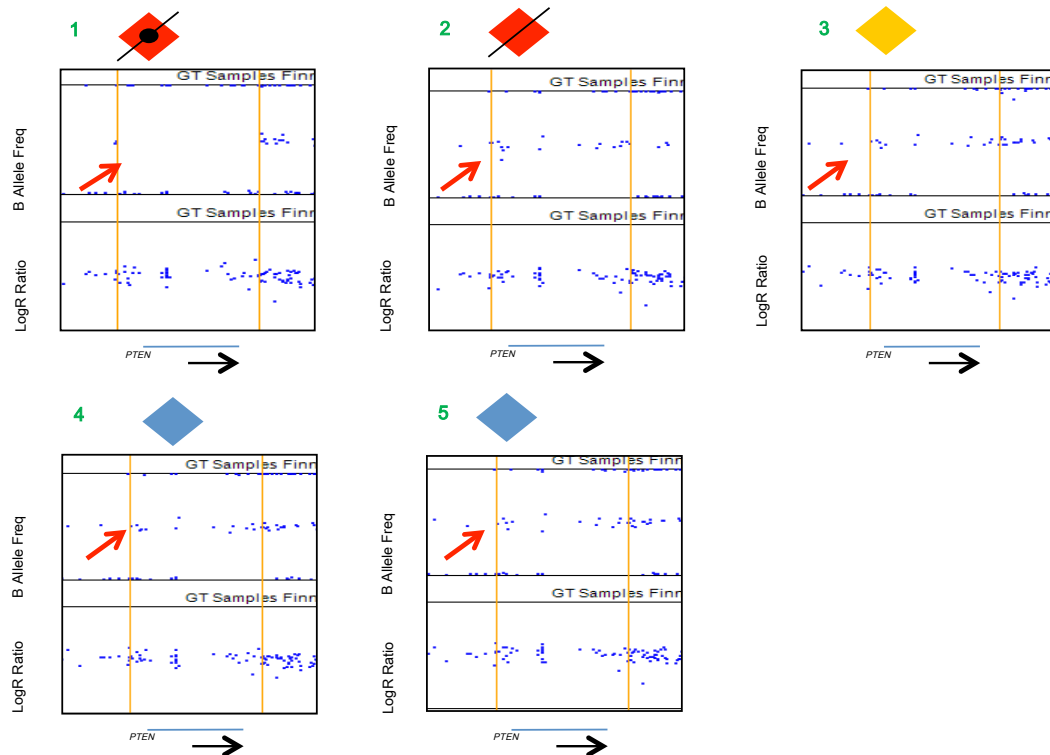 1
2
3
GT Samples Finr
B Allele Freq
GT Samples Finr
LogR Ratio
PTEN
GT Samples Finr
B Allele Freq
GT Samples Finr
LogR Ratio
PTEN
GT Samples Finr
B Allele Freq
GT Samples Finr
LogR Ratio
PTEN
4
5
GT Samples Finr
B Allele Freq
GT Samples Finr
LogR Ratio
PTEN
GT Samples Finr
B Allele Freq
GT Samples Finr
LogR Ratio
PTEN